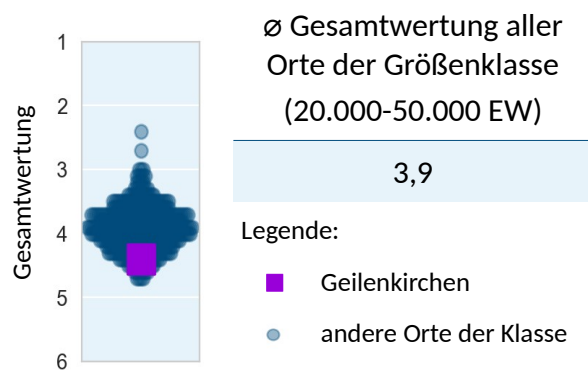 Gesamtwertung
1
2
3
4
5
6
⌀ Gesamtwertung aller
Orte der Größenklasse
(20.000-50.000 EW)
3,9
Legende:
Geilenkirchen
andere Orte der Klasse